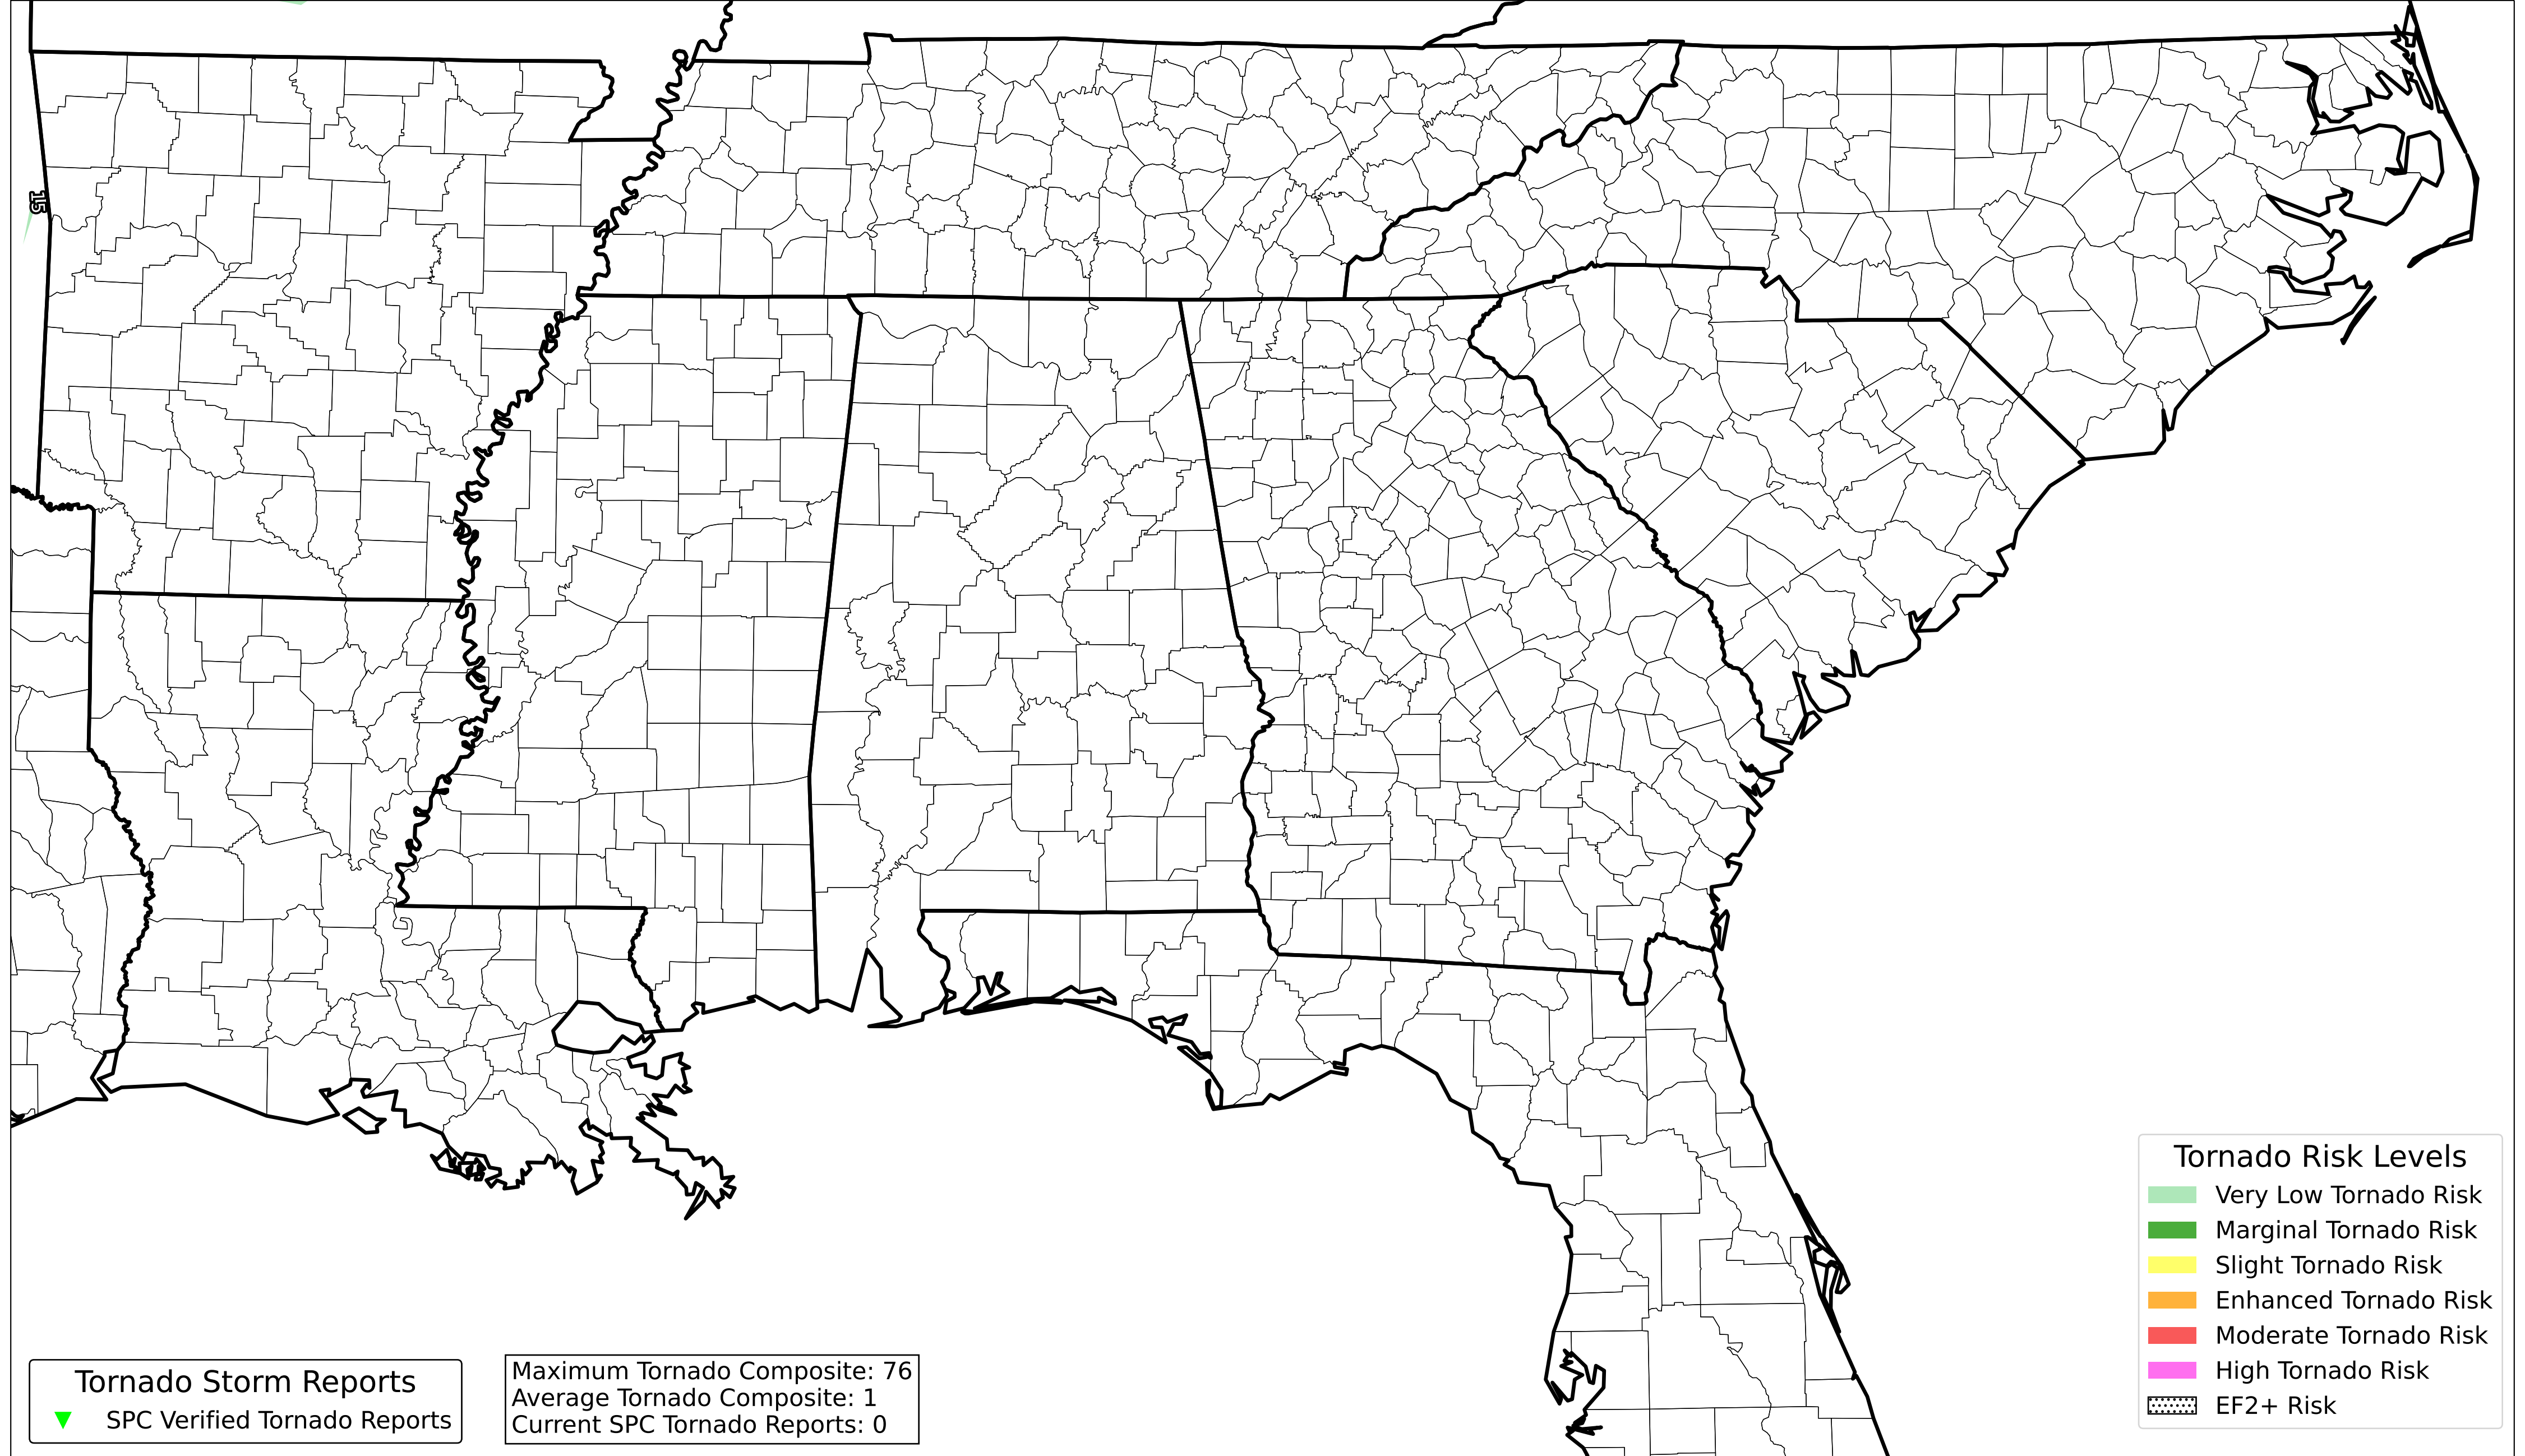 15
Tornado Risk Levels
Very Low Tornado Risk
Marginal Tornado Risk
Slight Tornado Risk
Enhanced Tornado Risk
Moderate Tornado Risk
High Tornado Risk
EF2+ Risk
Tornado Storm Reports
SPC Verified Tornado Reports
Maximum Tornado Composite: 76
Average Tornado Composite: 1
Current SPC Tornado Reports: 0